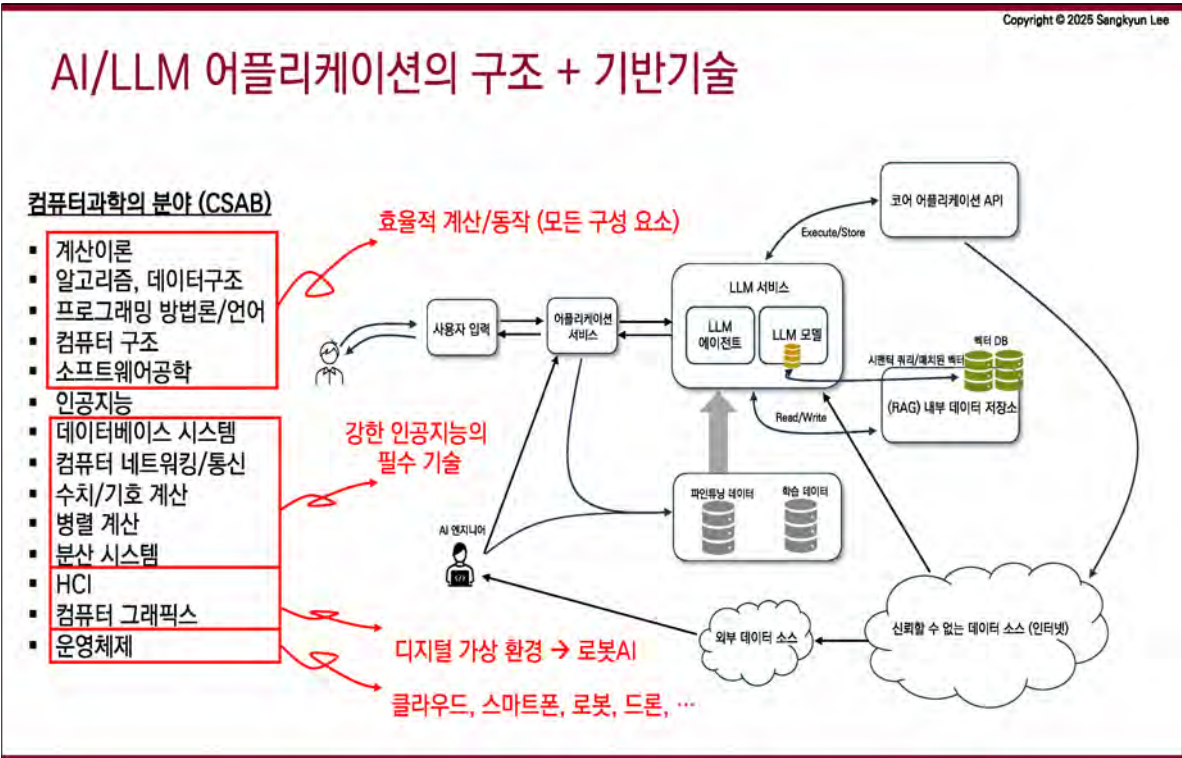 Copyright © 2025 Sangkyun Lee
AI/LLM 어플리케이션의 구조 + 기반기술
컴퓨터과학의 분야 (CSAB)
▪ 계산이론
▪ 알고리즘, 데이터구조
▪ 프로그래밍 방법론/언어
▪ 컴퓨터 구조
▪ 소프트웨어공학
▪ 인공지능
▪ 데이터베이스 시스템
▪ 컴퓨터 네트워킹/통신
▪ 수치/기호 계산
▪ 병렬 계산
▪ 분산 시스템
▪ HCI
▪ 컴퓨터 그래픽스
▪ 운영체제
효율적 계산/동작 (모든 구성 요소)
강한 인공지능의
필수 기술
디지털 가상 환경 → 로봇AI
클라우드, 스마트폰, 로봇, 드론, …
사용자 입력
어플리케이션
서비스
LLM 서비스
LLM
에이전트
LLM 모델
코어 어플리케이션 API
Execute/Store
벡터 DB
시맨틱 쿼리/매치된 벡터
(RAG) 내부 데이터 저장소
Read/Write
파인튜닝 데이터
학습 데이터
AI 엔지니어
외부 데이터 소스
신뢰할 수 없는 데이터 소스 (인터넷)